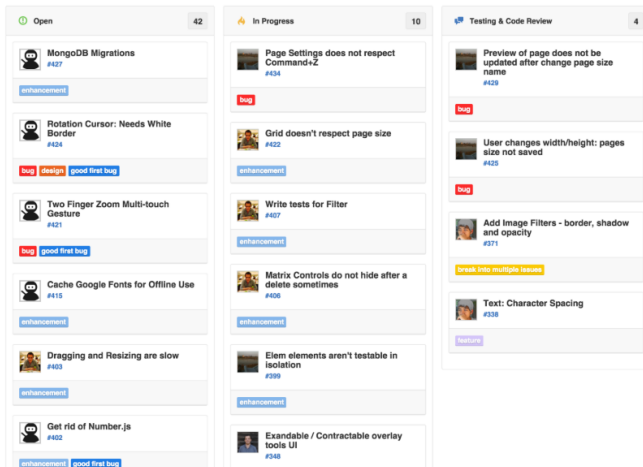 Open 42
MongoDB Migrations
#427
enhancement
Rotation Cursor: Needs White
Border
#424
bug design good first bug
Two Finger Zoom Multi-touch
Gesture
#421
bug good first bug
Cache Google Fonts for Offline Use
#415
enhancement
Dragging and Resizing are slow
#403
enhancement
Get rid of Number.js
#402
enhancement good first bug
In Progress 10
Page Settings does not respect
Command+Z
#434
bug
Grid doesn't respect page size
#422
enhancement
Write tests for Filter
#407
enhancement
Matrix Controls do not hide after a
delete sometimes
#406
enhancement
Elem elements aren't testable in
isolation
#399
enhancement
Exandable / Contractable overlay
tools UI
#348
Testing & Code Review 4
Preview of page does not be
updated after change page size
name
#429
bug
User changes width/height: pages
size not saved
#425
bug
Add Image Filters - border, shadow
and opacity
#371
break into multiple issues
Text: Character Spacing
#338
feature